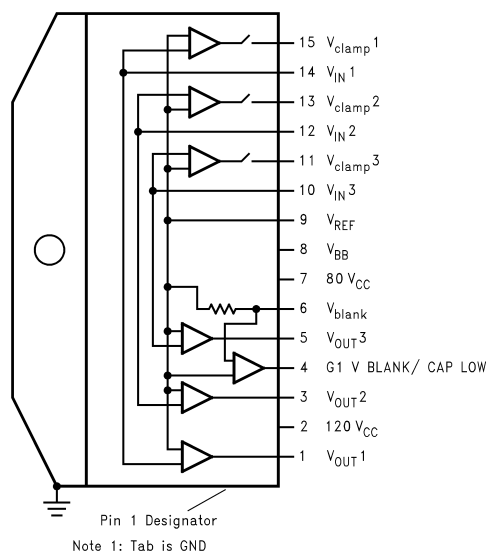 15 Vclamp1
14 VIN1
13 Vclamp2
12 VIN2
11 Vclamp3
10 VIN3
9 VREF
8 VBB
7 80 VCC
6 Vblank
5 VOUT3
4 G1 V BLANK/ CAP LOW
3 VOUT2
2 120 VCC
1 VOUT1
Pin 1 Designator
Note 1: Tab is GND